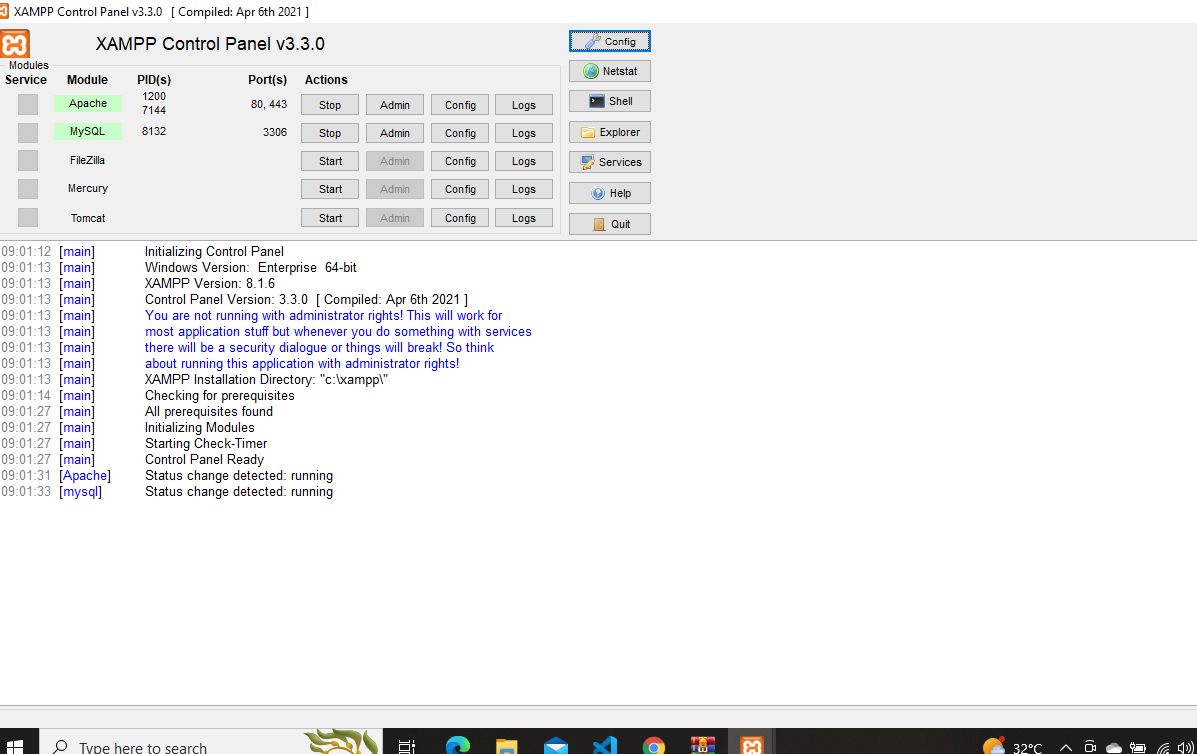 XAMPP Control Panel v3.3.0 [ Compiled: Apr 6th 2021 ]
XAMPP Control Panel v3.3.0
Config
Modules
Service Module PID(s) Port(s) Actions
Netstat
Apache 1200 7144 80, 443 Stop Admin Config Logs
Shell
MySQL 8132 3306 Stop Admin Config Logs
Explorer
FileZilla Start Admin Config Logs
Services
Mercury Start Admin Config Logs
Help
Tomcat Start Admin Config Logs
Quit
09:01:12 [main] Initializing Control Panel
09:01:13 [main] Windows Version: Enterprise 64-bit
09:01:13 [main] XAMPP Version: 8.1.6
09:01:13 [main] Control Panel Version: 3.3.0 [ Compiled: Apr 6th 2021 ]
09:01:13 [main] You are not running with administrator rights! This will work for
09:01:13 [main] most application stuff but whenever you do something with services
09:01:13 [main] there will be a security dialogue or things will break! So think
09:01:13 [main] about running this application with administrator rights!
09:01:13 [main] XAMPP Installation Directory: "c:\xampp\"
09:01:14 [main] Checking for prerequisites
09:01:27 [main] All prerequisites found
09:01:27 [main] Initializing Modules
09:01:27 [main] Starting Check-Timer
09:01:27 [main] Control Panel Ready
09:01:31 [Apache] Status change detected: running
09:01:33 [mysql] Status change detected: running
Type here to search
32°C